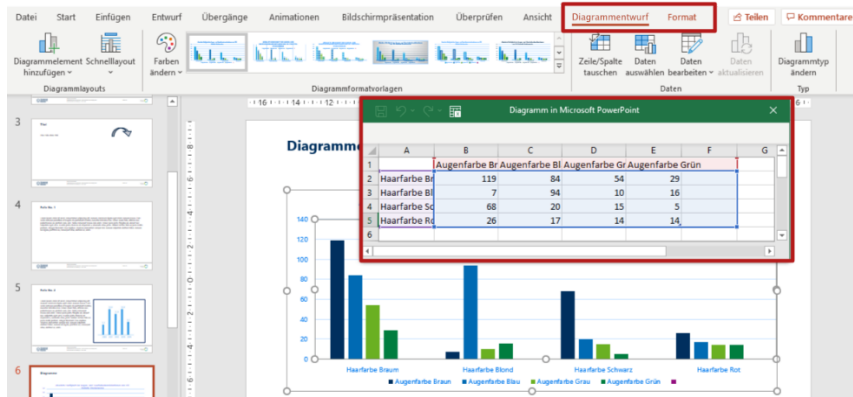 Datei Start Einfügen Entwurf Übergänge Animationen Bildschirmpräsentation Überprüfen Ansicht Diagrammentwurf Format Teilen Kommentare
Diagrammelement hinzufügen
Schnelllayout
Farben ändern
Zeile/Spalte tauschen
Daten auswählen
Daten bearbeiten
Daten aktualisieren
Diagrammtyp ändern
Diagrammlayouts Diagrammformatvorlagen Daten Typ
16 14 12
Diagramm in Microsoft PowerPoint
A B C D E F G
1 Augenfarbe Br Augenfarbe Bl Augenfarbe Gr Augenfarbe Grün
2 Haarfarbe Br 119 84 54 29
3 Haarfarbe Bl 7 94 10 16
4 Haarfarbe Sc 68 20 15 5
5 Haarfarbe Ro 26 17 14 14
6
3
4
5
6
Diagramme
140
120
100
80
60
40
20
0
Haarfarbe Braum Haarfarbe Blond Haarfarbe Schwarz Haarfarbe Rot
Augenfarbe Braun Augenfarbe Blau Augenfarbe Grau Augenfarbe Grün